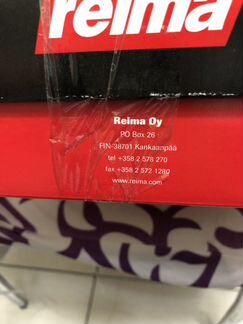 reima
Reima Oy
PO Box 26
FIN-38701 Kankaanpää
tel +358 2 578 270
fax +358 2 572 1280
www.reima.com